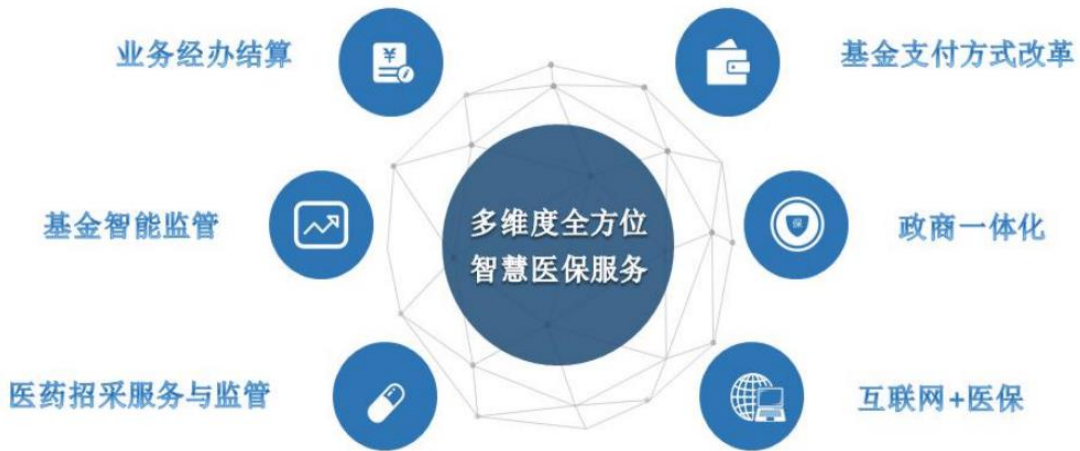 业务经办结算
¥
基金支付方式改革
基金智能监管
多维度全方位
智慧医保服务
保
政商一体化
医药招采服务与监管
互联网+医保